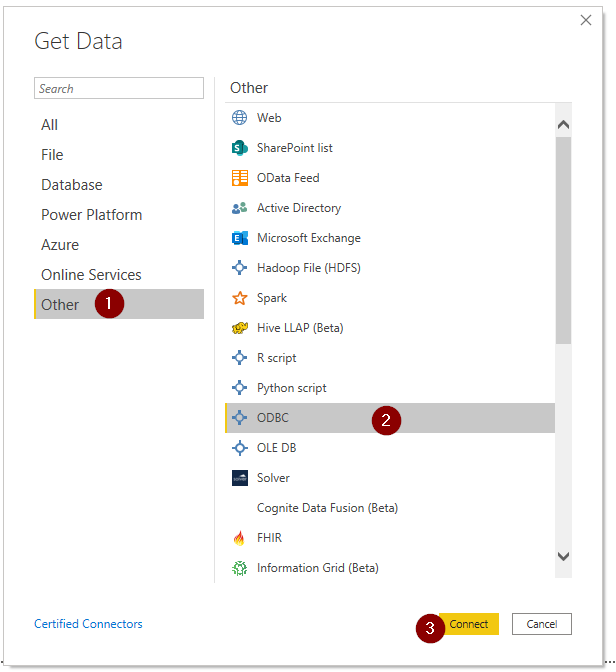 Get Data
Search
All
File
Database
Power Platform
Azure
Online Services
Other 1
Other
Web
SharePoint list
OData Feed
Active Directory
Microsoft Exchange
Hadoop File (HDFS)
Spark
Hive LLAP (Beta)
R script
Python script
ODBC 2
OLE DB
Solver
Cognite Data Fusion (Beta)
FHIR
Information Grid (Beta)
Certified Connectors
3 Connect
Cancel